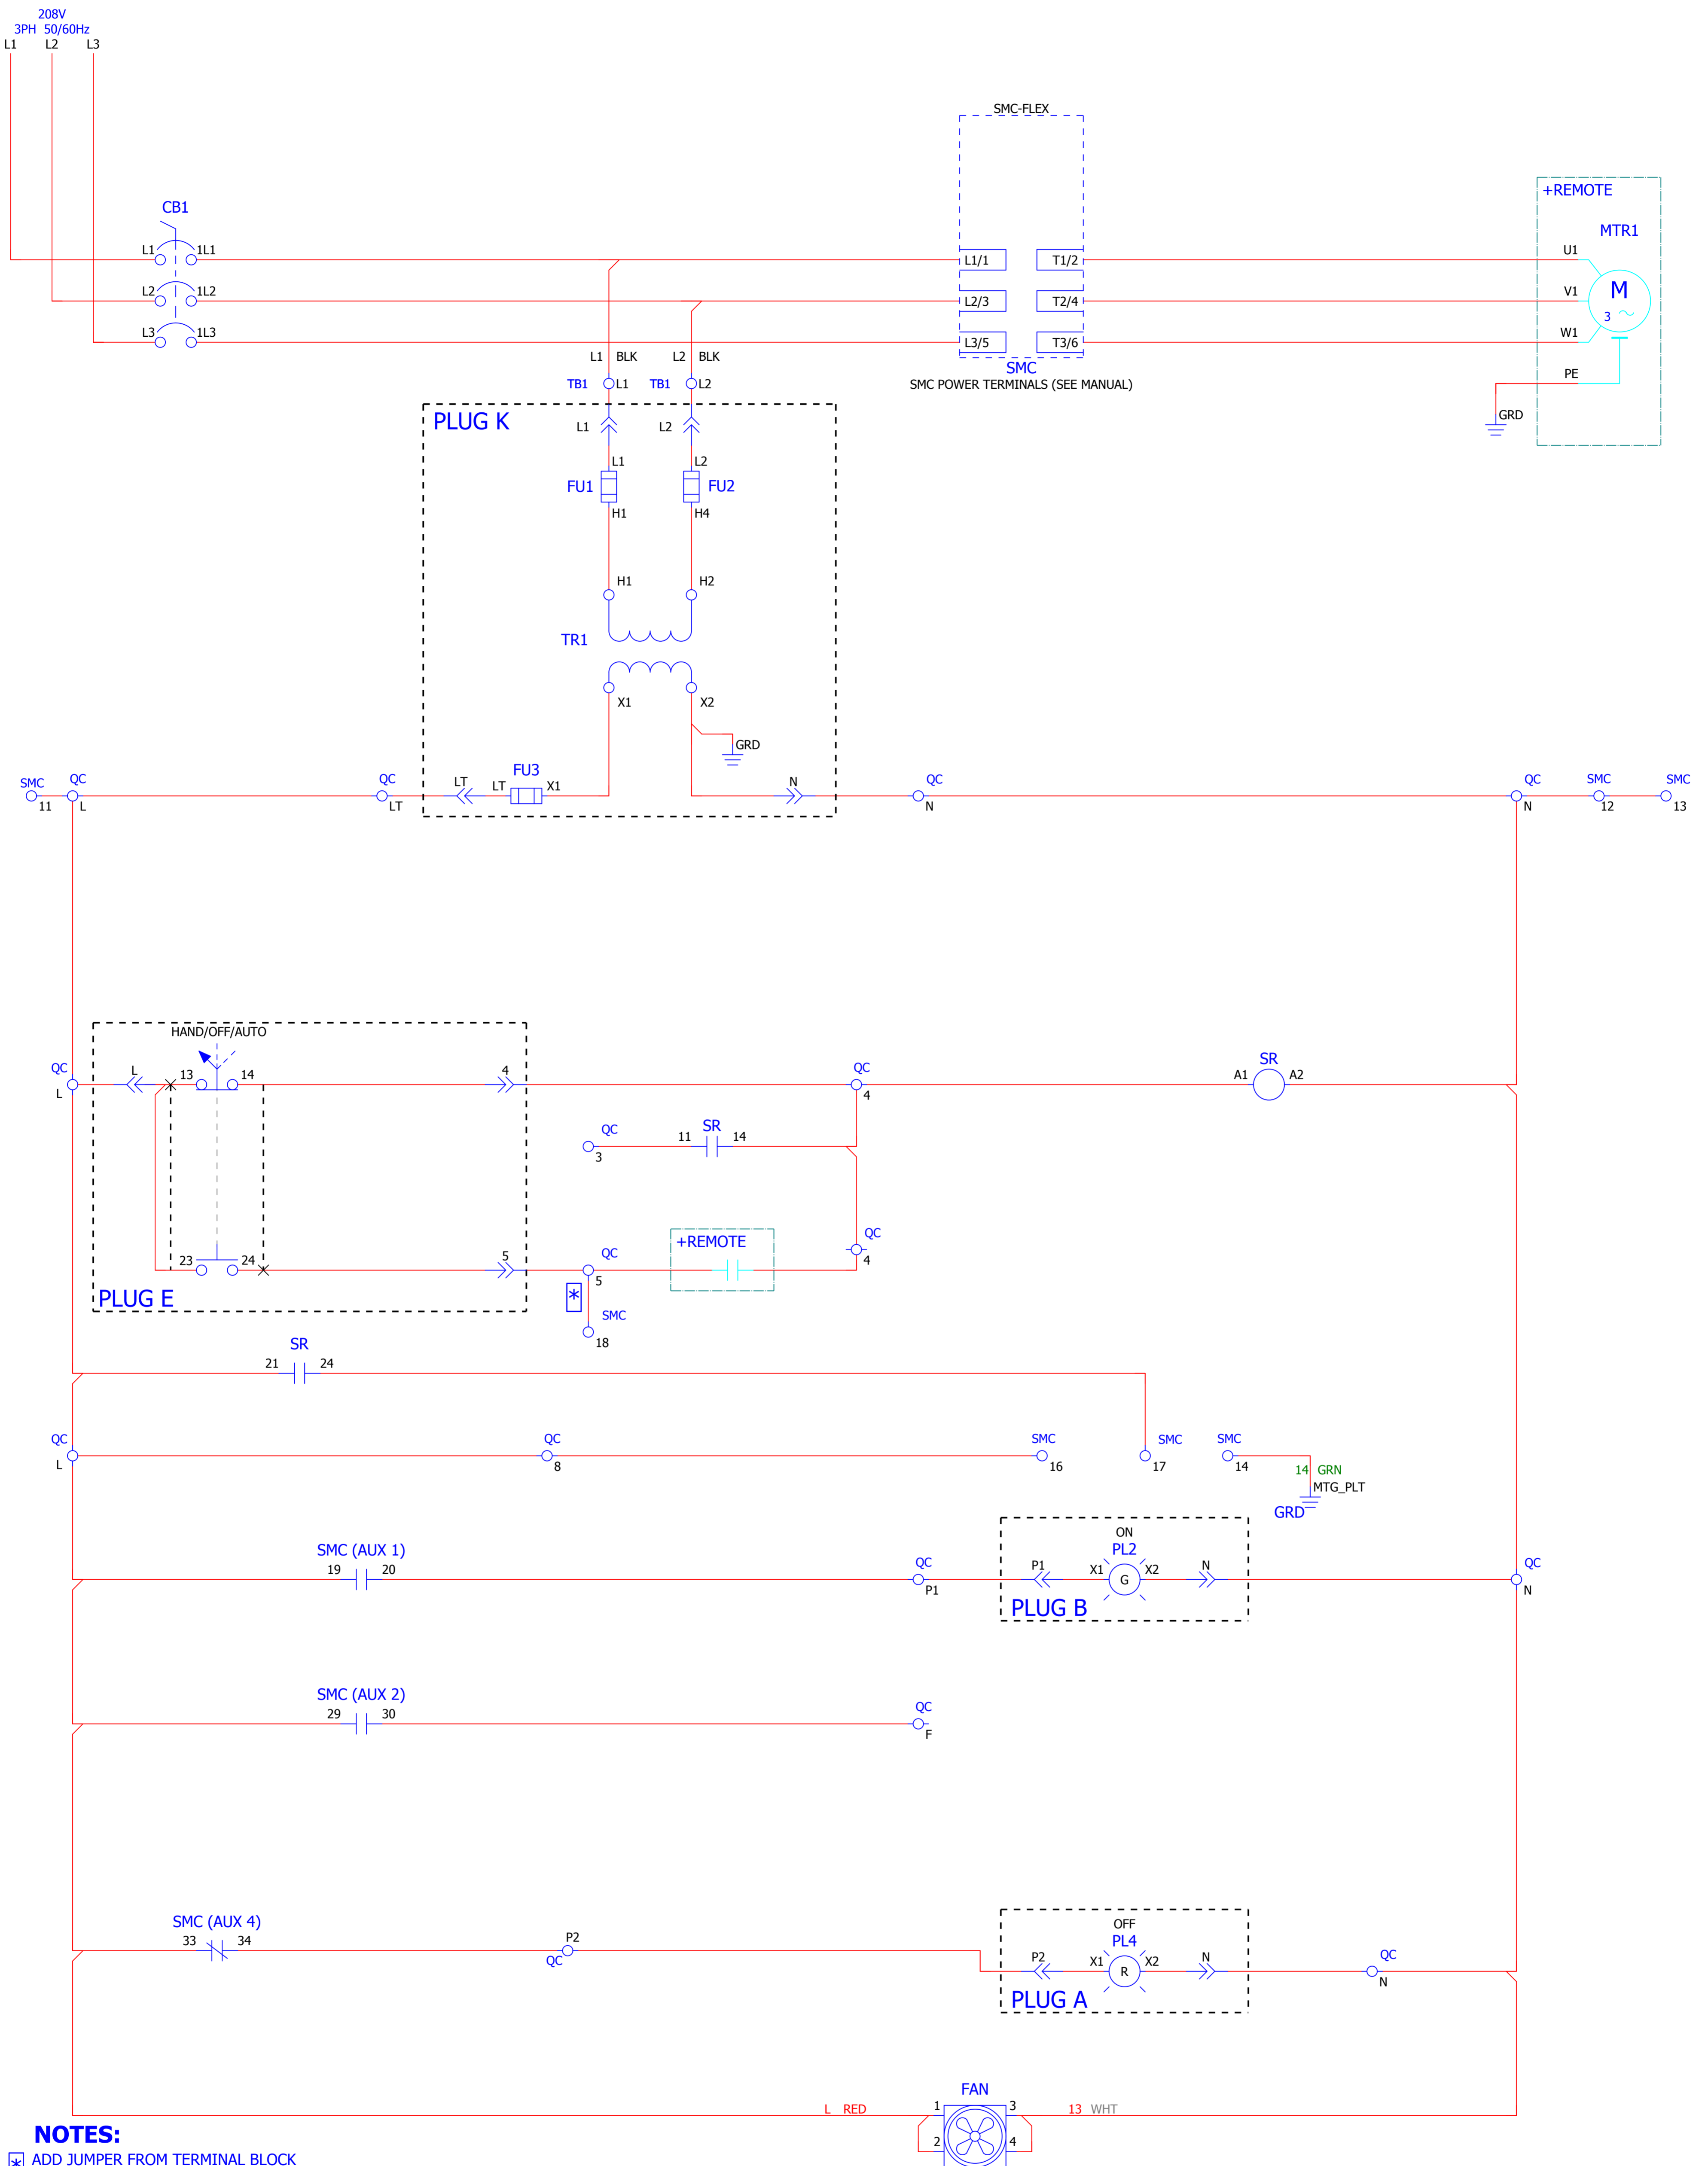 208V
3PH 50/60Hz
L1 L2 L3
SMC-FLEX
+REMOTE
CB1
MTR1
L1 1L1 L1/1 T1/2 U1
L2 1L2 L2/3 T2/4 V1 M
3
L3 1L3 L3/5 T3/6 W1
L1 BLK L2 BLK
SMC
PE
TB1 L1 TB1 L2
SMC POWER TERMINALS (SEE MANUAL)
GRD
PLUG K
L1 L2
L1 L2
FU1 FU2
H1 H4
H1 H2
TR1
X1 X2
GRD
SMC QC QC LT LT FU3 X1 N QC QC SMC SMC
11 L LT N N 12 13
HAND/OFF/AUTO
QC L 13 14 4 QC SR
A1 A2
L 4
QC 11 SR 14
3
QC
4
+REMOTE
23 24 5 QC
5
PLUG E
*
SMC
18
SR
21 24
QC QC SMC SMC SMC
L 8 16 17 14
14 GRN
MTG_PLT
GRD
ON
SMC (AUX 1) PL2
19 20 QC P1 X1 G X2 N QC
P1 N
PLUG B
SMC (AUX 2)
29 30 QC
F
OFF
SMC (AUX 4) PL4
33 34 P2
QC
P2 X1 R X2 N QC
N
PLUG A
FAN
L RED 1 3 13 WHT
2 4
NOTES:
* ADD JUMPER FROM TERMINAL BLOCK